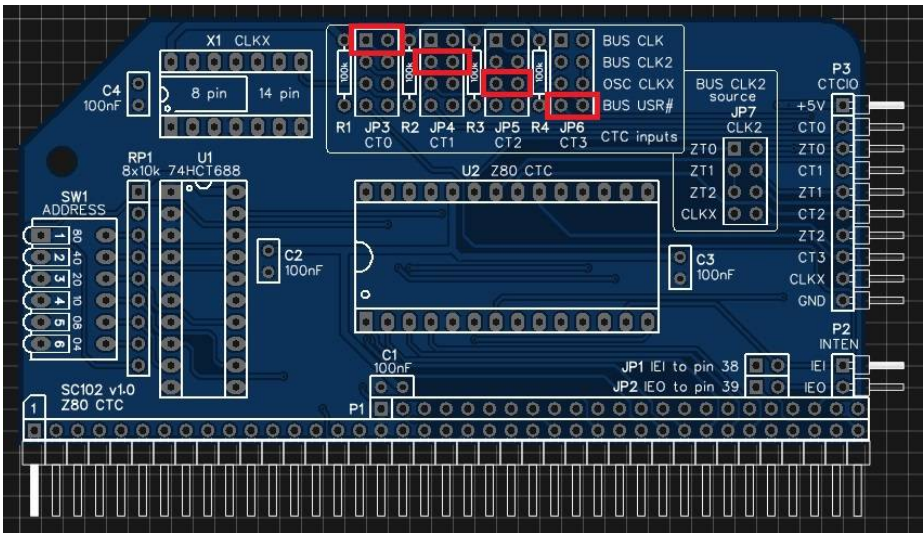 X1 CLKX
C4
100nF
8 pin 14 pin
100k
100k
100k
100k
BUS CLK
BUS CLK2
OSC CLKX
BUS USR#
R1 JP3 R2 JP4 R3 JP5 R4 JP6
CT0 CT1 CT2 CT3
CTC inputs
BUS CLK2
source
JP7
CLK2
ZT0
ZT1
ZT2
CLKX
P3
CTCIO
+5V
CT0
ZT0
CT1
ZT1
CT2
ZT2
CT3
CLKX
GND
RP1
8x10k
U1
74HCT688
U2 Z80 CTC
SW1
ADDRESS
1 80
2 40
3 20
4 10
5 08
6 04
C2
100nF
C3
100nF
C1
100nF
P2
INTEN
IEI
IEO
JP1 IEI to pin 38
JP2 IEO to pin 39
SC102 v1.0
Z80 CTC
P1
1